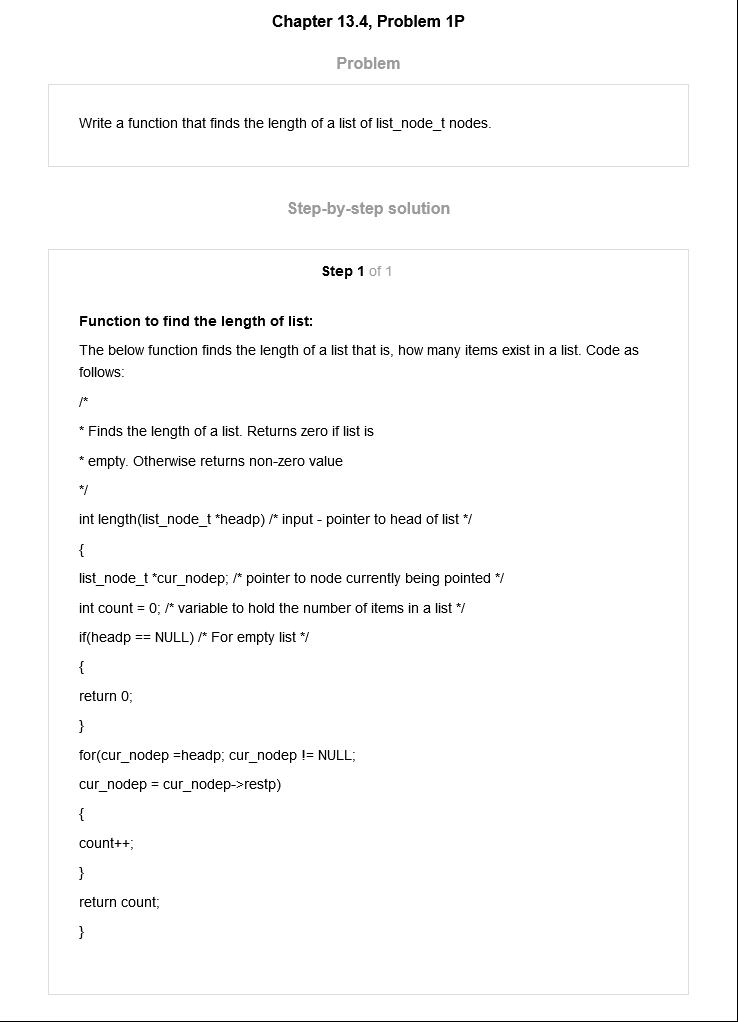 Chapter 13.4, Problem 1P
Problem
Write a function that finds the length of a list of list_node_t nodes.
Step-by-step solution
Step 1 of 1
Function to find the length of list:
The below function finds the length of a list that is, how many items exist in a list. Code as
follows:
/*
* Finds the length of a list. Returns zero if list is
* empty. Otherwise returns non-zero value
*/
int length(list_node_t *headp) /* input - pointer to head of list */
{
list_node_t *cur_nodep; /* pointer to node currently being pointed */
int count = 0; /* variable to hold the number of items in a list */
if(headp == NULL) /* For empty list */
{
return 0;
}
for(cur_nodep =headp; cur_nodep != NULL;
cur_nodep = cur_nodep->restp)
{
count++;
}
return count;
}